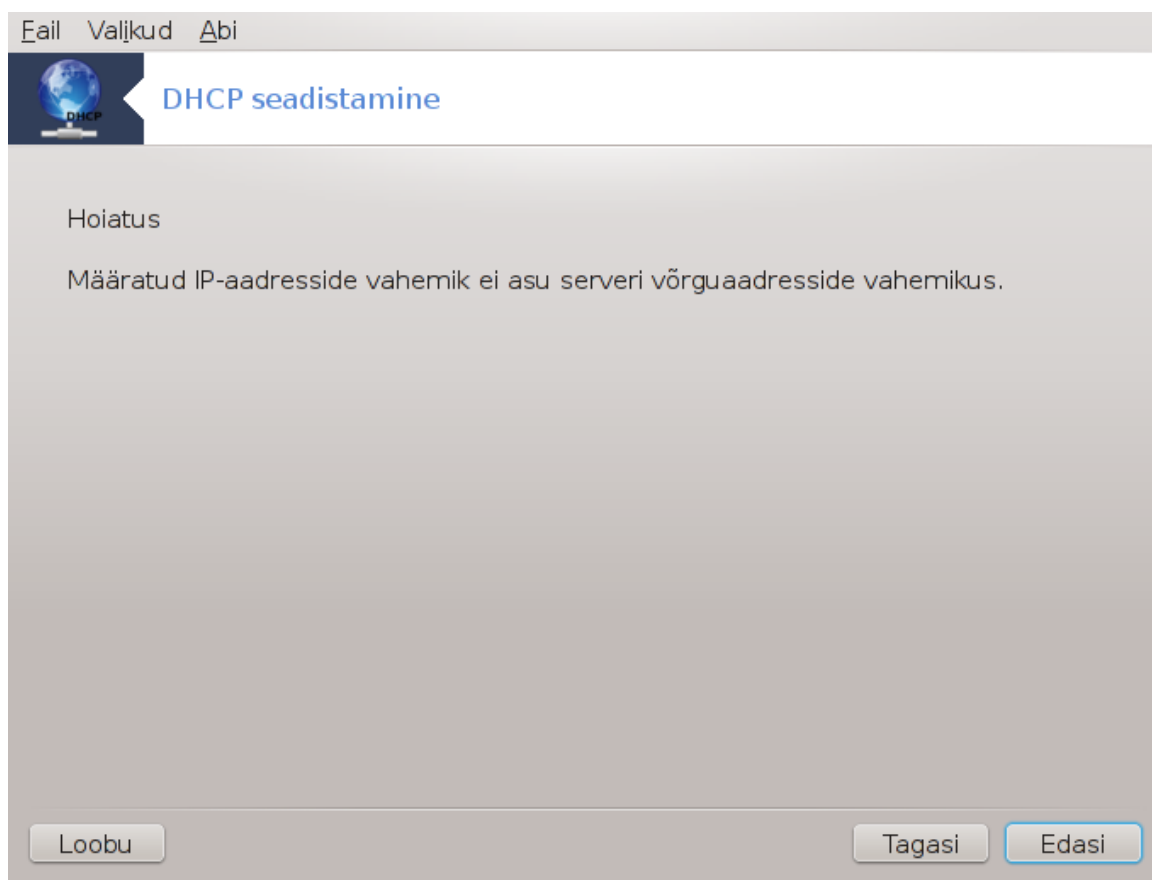 Fail Valikud Abi
DHCP
DHCP seadistamine
Hoiatus
Määratud IP-aadresside vahemik ei asu serveri võrguaadresside vahemikus.
Loobu Tagasi Edasi